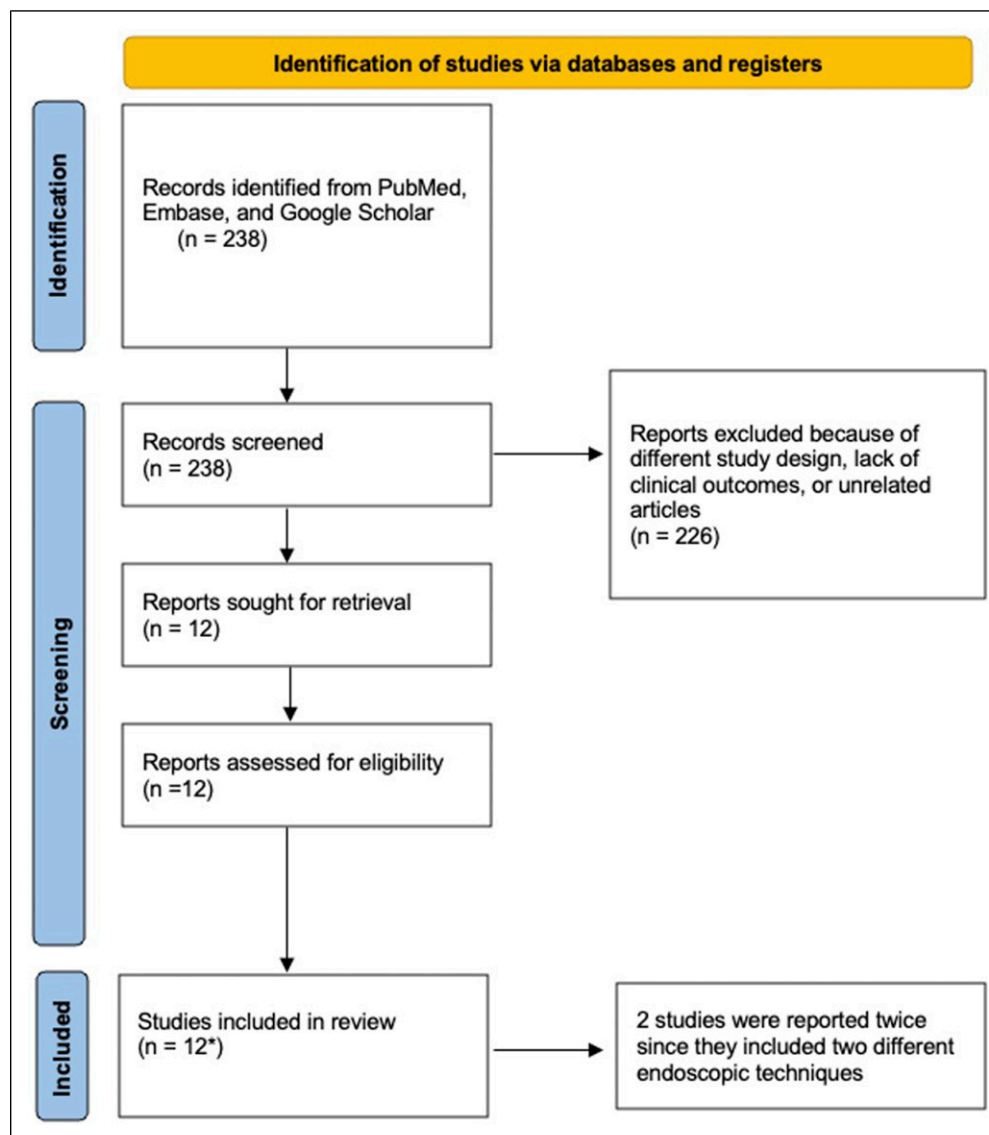 Identification of studies via databases and registers
Identification
Records identified from PubMed,
Embase, and Google Scholar
(n = 238)
Screening
Records screened
(n = 238)
Reports excluded because of
different study design, lack of
clinical outcomes, or unrelated
articles
(n = 226)
Reports sought for retrieval
(n = 12)
Reports assessed for eligibility
(n =12)
Included
Studies included in review
(n = 12*)
2 studies were reported twice
since they included two different
endoscopic techniques